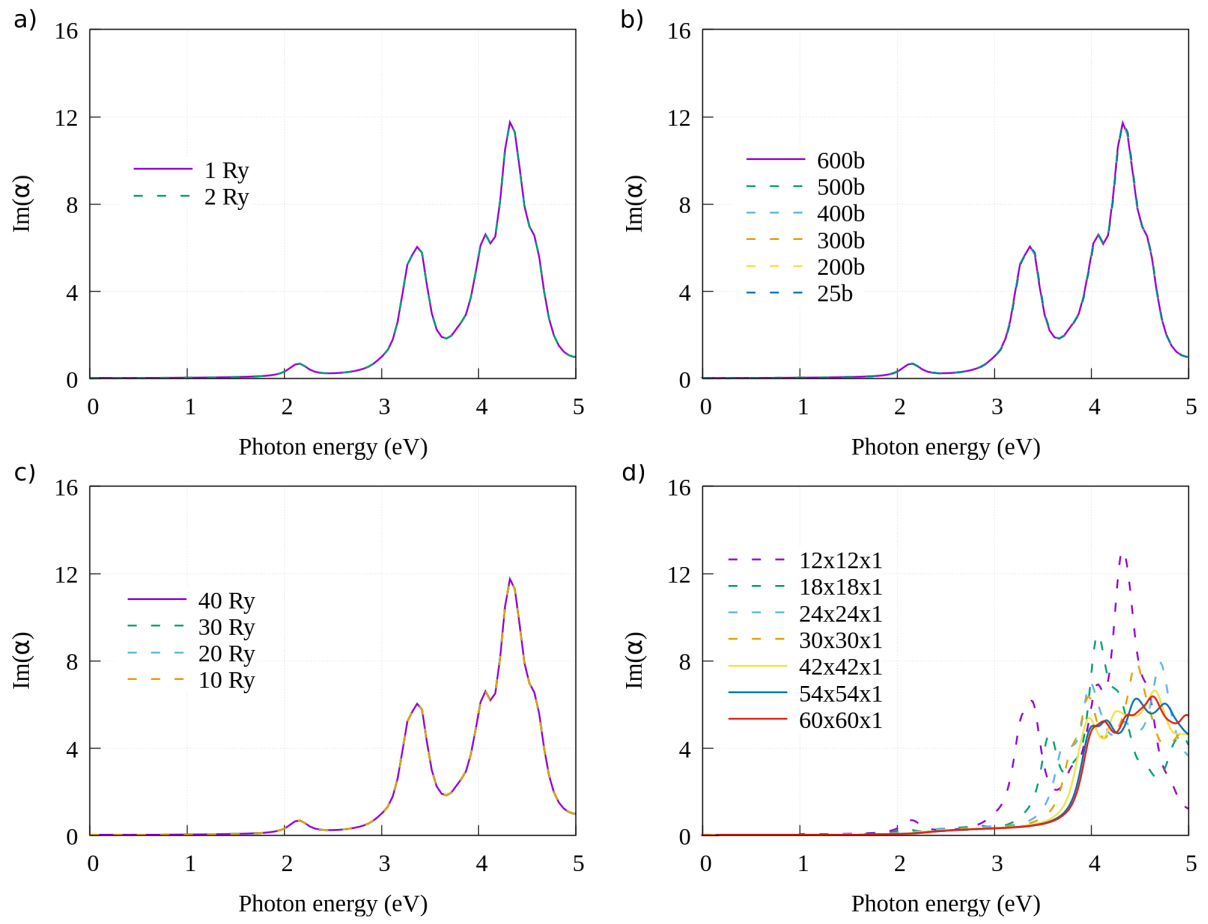 a)
16
12
8
4
0
Im(α)
1 Ry
2 Ry
0 1 2 3 4 5
Photon energy (eV)
b)
16
12
8
4
0
Im(α)
600b
500b
400b
300b
200b
25b
0 1 2 3 4 5
Photon energy (eV)
c)
16
12
8
4
0
Im(α)
40 Ry
30 Ry
20 Ry
10 Ry
0 1 2 3 4 5
Photon energy (eV)
d)
16
12
8
4
0
Im(α)
12x12x1
18x18x1
24x24x1
30x30x1
42x42x1
54x54x1
60x60x1
0 1 2 3 4 5
Photon energy (eV)